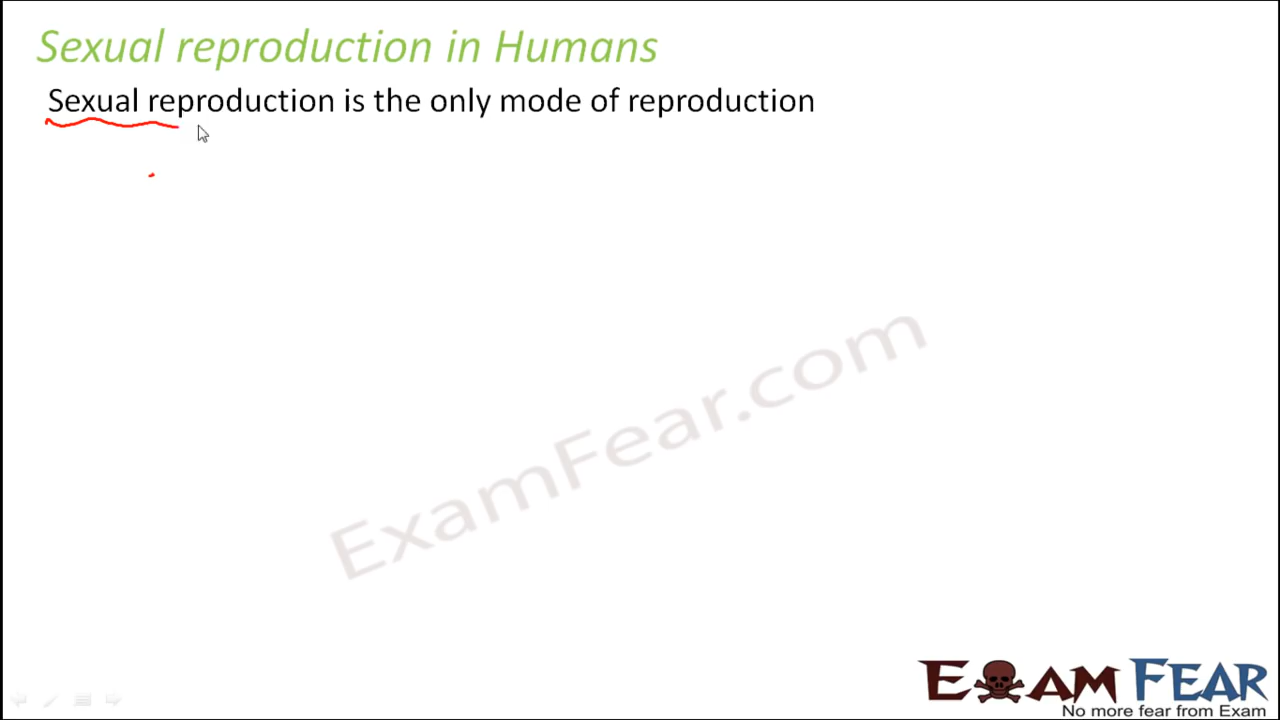 Sexual reproduction in Humans
Sexual reproduction is the only mode of reproduction
ExamFear.com
EXAM FEAR
No more fear from Exam